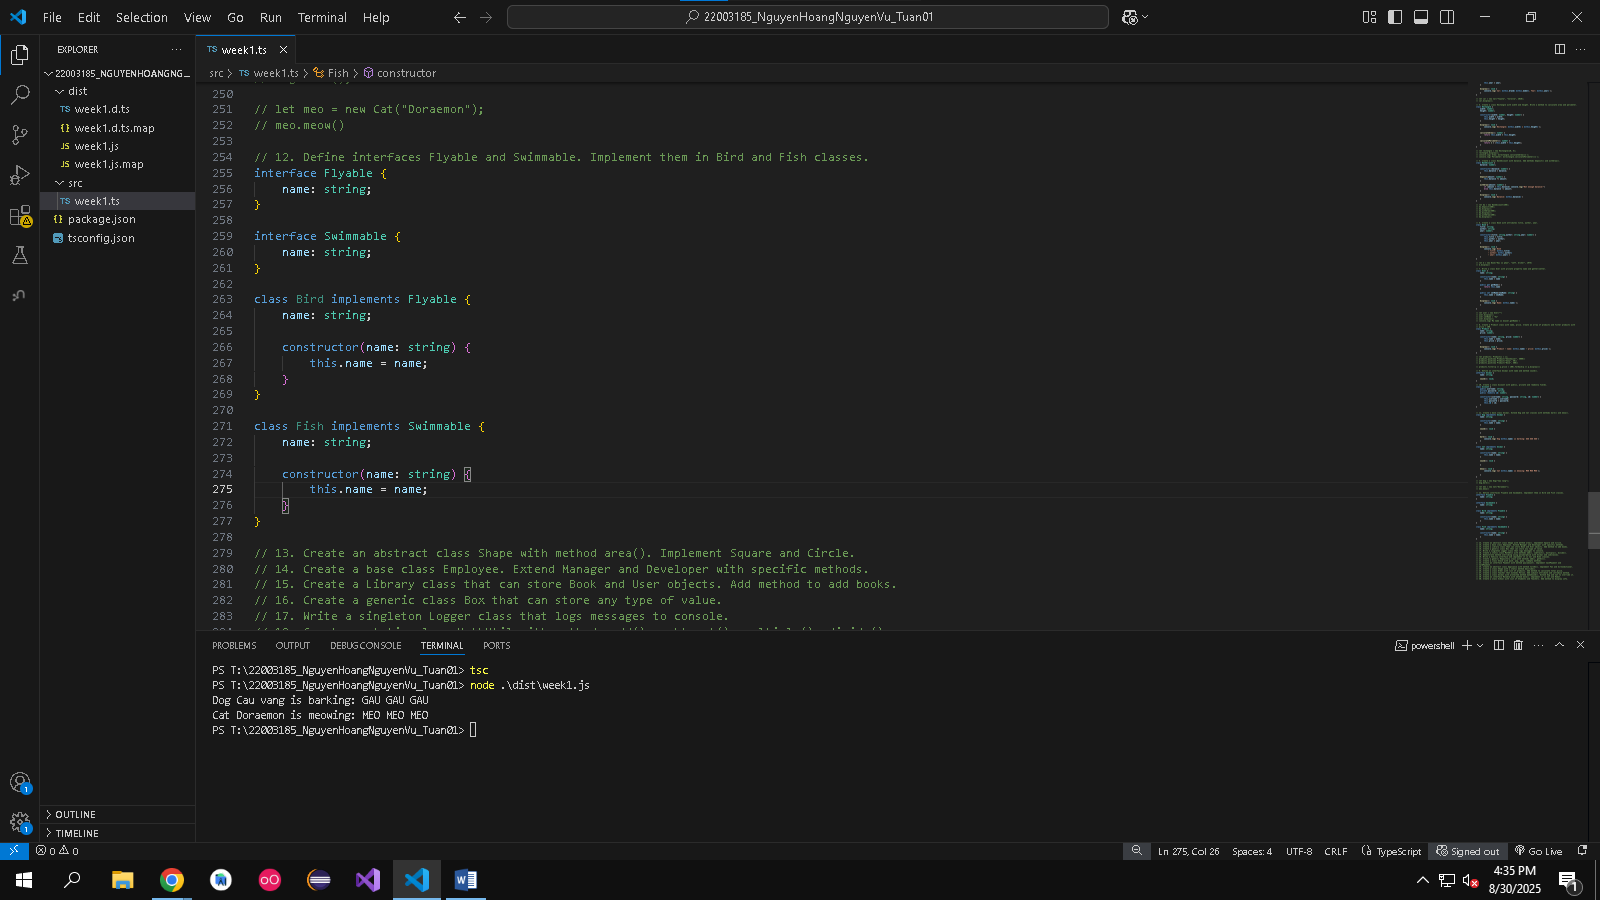 File Edit Selection View Go Run Terminal Help
22003185_NguyenHoangNguyenVu_Tuan01
EXPLORER
22003185_NGUYENHOANGNG...
dist
TS week1.d.ts
{} week1.d.ts.map
JS week1.js
JS week1.js.map
src
TS week1.ts
{} package.json
tsconfig.json
OUTLINE
TIMELINE
TS week1.ts
src > TS week1.ts > Fish > constructor
250
251 // let meo = new Cat("Doraemon");
252 // meo.meow()
253
254 // 12. Define interfaces Flyable and Swimmable. Implement them in Bird and Fish classes.
255 interface Flyable {
256 name: string;
257 }
258
259 interface Swimmable {
260 name: string;
261 }
262
263 class Bird implements Flyable {
264 name: string;
265
266 constructor(name: string) {
267 this.name = name;
268 }
269 }
270
271 class Fish implements Swimmable {
272 name: string;
273
274 constructor(name: string) {
275 this.name = name;
276 }
277 }
278
279 // 13. Create an abstract class Shape with method area(). Implement Square and Circle.
280 // 14. Create a base class Employee. Extend Manager and Developer with specific methods.
281 // 15. Create a Library class that can store Book and User objects. Add method to add books.
282 // 16. Create a generic class Box that can store any type of value.
283 // 17. Write a singleton Logger class that logs messages to console.
PROBLEMS OUTPUT DEBUG CONSOLE TERMINAL PORTS
powershell
PS T:\22003185_NguyenHoangNguyenVu_Tuan01> tsc
PS T:\22003185_NguyenHoangNguyenVu_Tuan01> node .\dist\week1.js
Dog Cau vang is barking: GAU GAU GAU
Cat Doraemon is meowing: MEO MEO MEO
PS T:\22003185_NguyenHoangNguyenVu_Tuan01>
0 0
Ln 275, Col 26 Spaces: 4 UTF-8 CRLF TypeScript Signed out Go Live
4:35 PM
8/30/2025